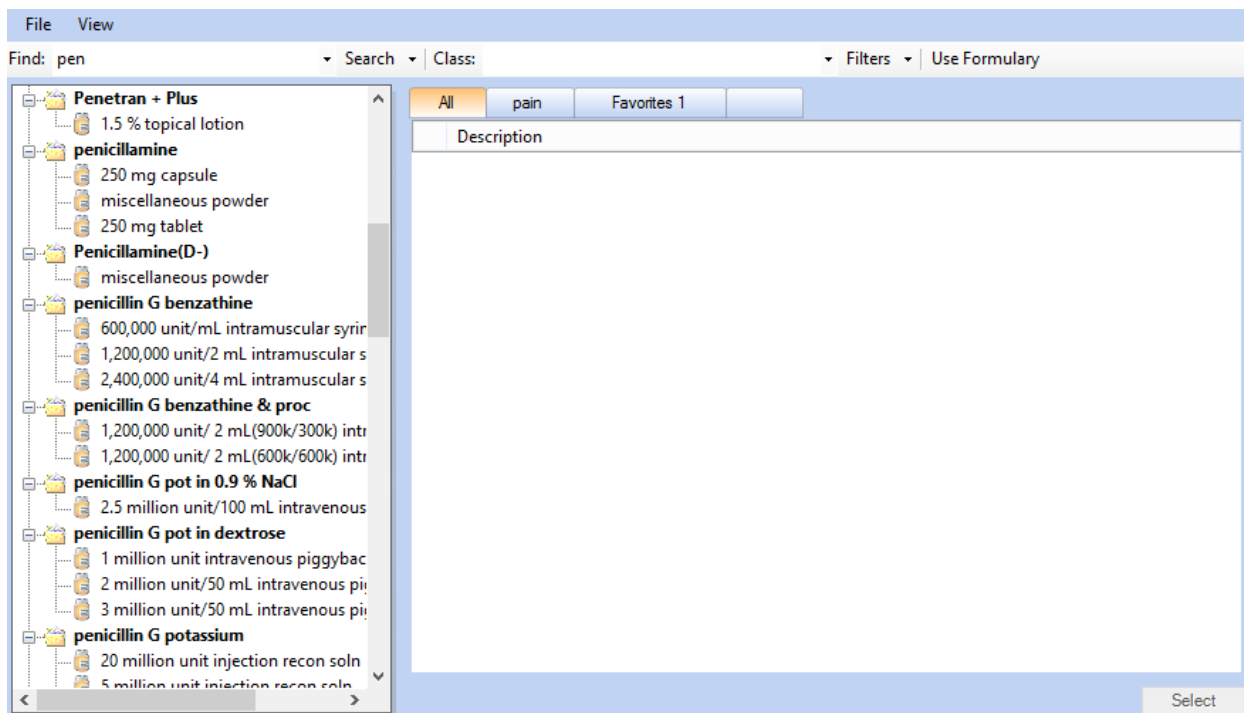 File View
Find: pen Search Class: Filters Use Formulary
Penetran + Plus
1.5 % topical lotion
penicillamine
250 mg capsule
miscellaneous powder
250 mg tablet
Penicillamine(D-)
miscellaneous powder
penicillin G benzathine
600,000 unit/mL intramuscular syrin
1,200,000 unit/2 mL intramuscular s
2,400,000 unit/4 mL intramuscular s
penicillin G benzathine & proc
1,200,000 unit/ 2 mL(900k/300k) intr
1,200,000 unit/ 2 mL(600k/600k) intr
penicillin G pot in 0.9 % NaCl
2.5 million unit/100 mL intravenous
penicillin G pot in dextrose
1 million unit intravenous piggybac
2 million unit/50 mL intravenous pi
3 million unit/50 mL intravenous pi
penicillin G potassium
20 million unit injection recon soln
5 million unit injection recon soln
All pain Favorites 1
Description
Select